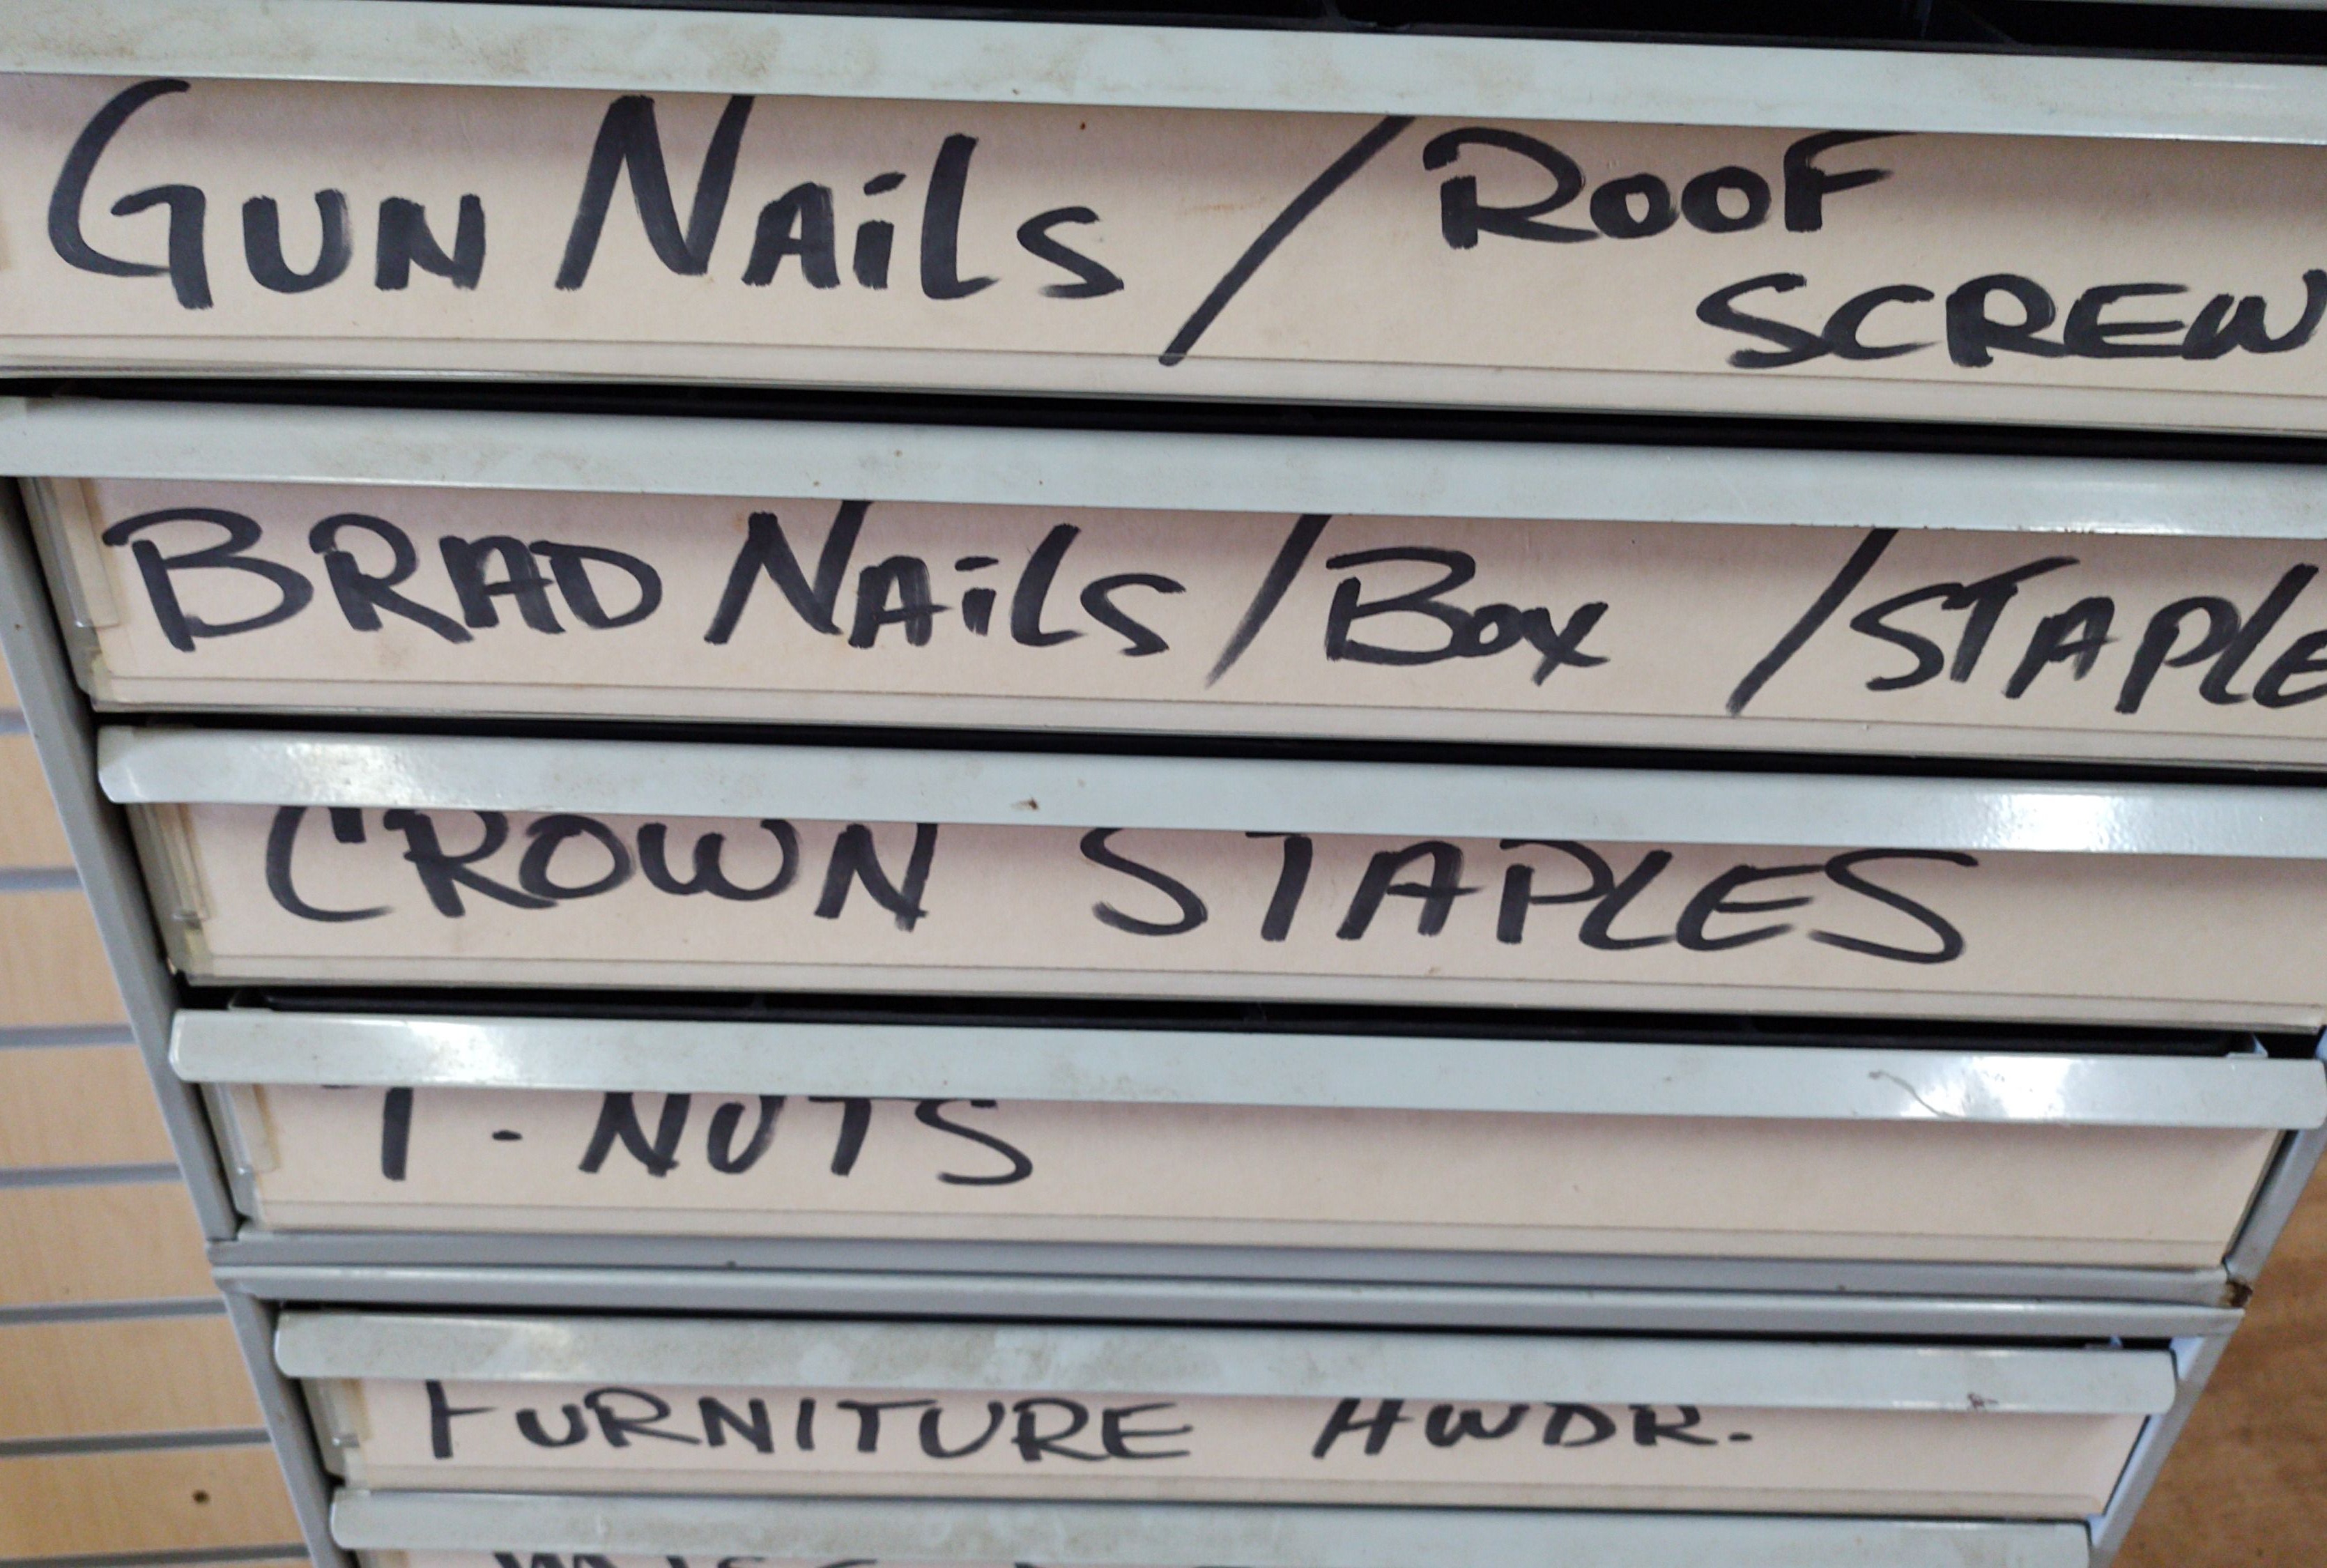 GUN NAiLS / ROOF
SCREW
BRAD NAiLS / BOX / STAPLE
CROWN STAPLES
T-NUTS
FURNITURE HWDR.